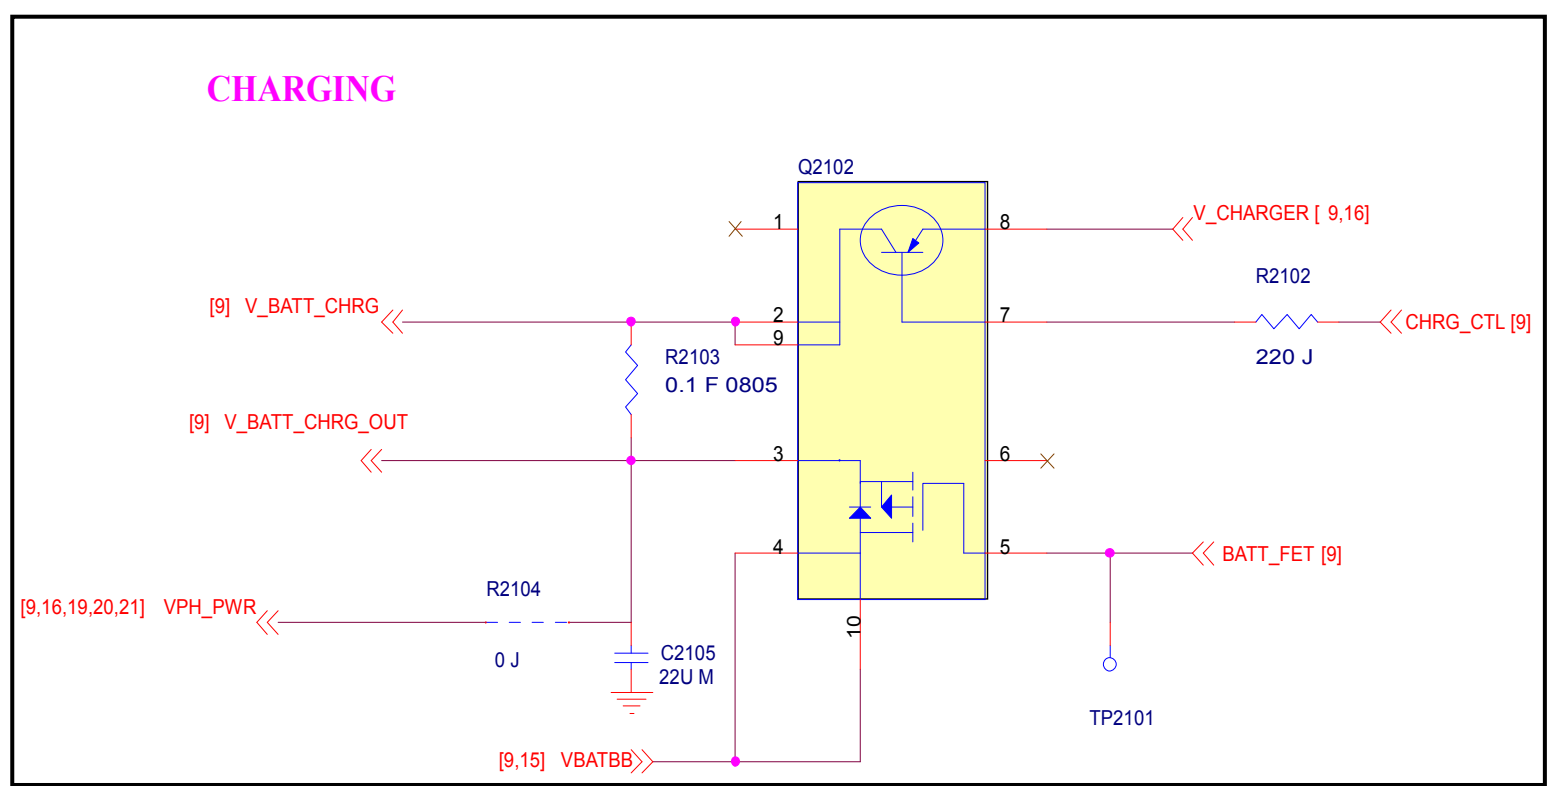 CHARGING
Q2102
1
8
V_CHARGER [ 9,16]
R2102
[9] V_BATT_CHRG
2
7
CHRG_CTL [9]
9
R2103
220 J
0.1 F 0805
[9] V_BATT_CHRG_OUT
3
6
4
5
BATT_FET [9]
R2104
[9,16,19,20,21] VPH_PWR
10
0 J
C2105
22U M
TP2101
[9,15] VBATBB